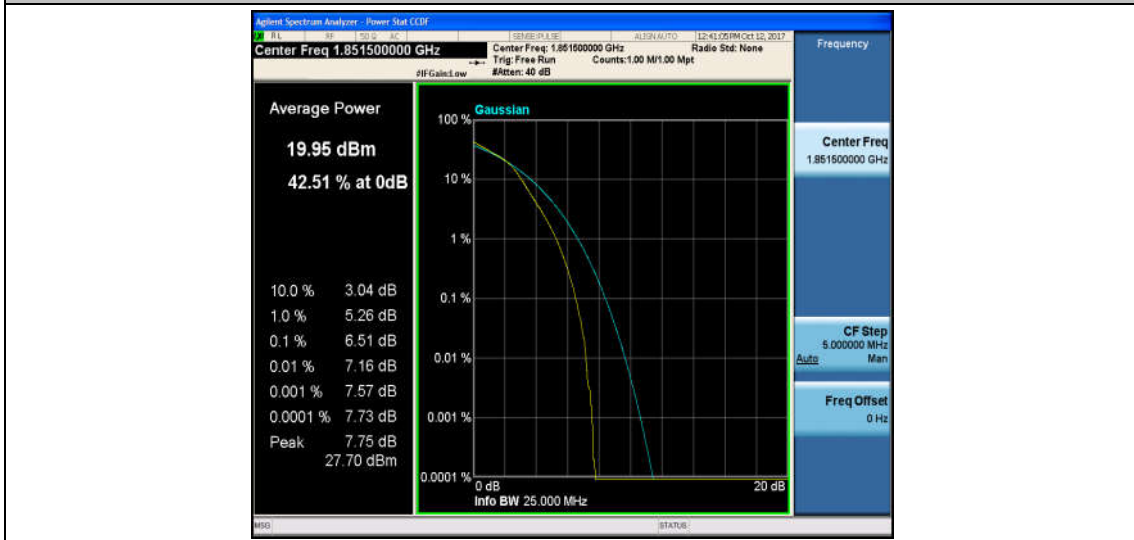 Agilent Spectrum Analyzer - Power Stat CCDF
RL RF 50 Ω AC SENSE:PULSE ALIGN AUTO 12:41:05 PM Oct 12, 2017
Center Freq 1.851500000 GHz
Center Freq: 1.851500000 GHz Radio Std: None
Trig: Free Run Counts:1.00 M/1.00 Mpt
#IFGain:Low #Atten: 40 dB
Frequency
Average Power
19.95 dBm
42.51 % at 0dB
10.0 % 3.04 dB
1.0 % 5.26 dB
0.1 % 6.51 dB
0.01 % 7.16 dB
0.001 % 7.57 dB
0.0001 % 7.73 dB
Peak 7.75 dB
27.70 dBm
Gaussian
100 %
10 %
1 %
0.1 %
0.01 %
0.001 %
0.0001 %
0 dB 20 dB
Info BW 25.000 MHz
Center Freq
1.851500000 GHz
CF Step
5.000000 MHz
Auto Man
Freq Offset
0 Hz
MSG STATUS